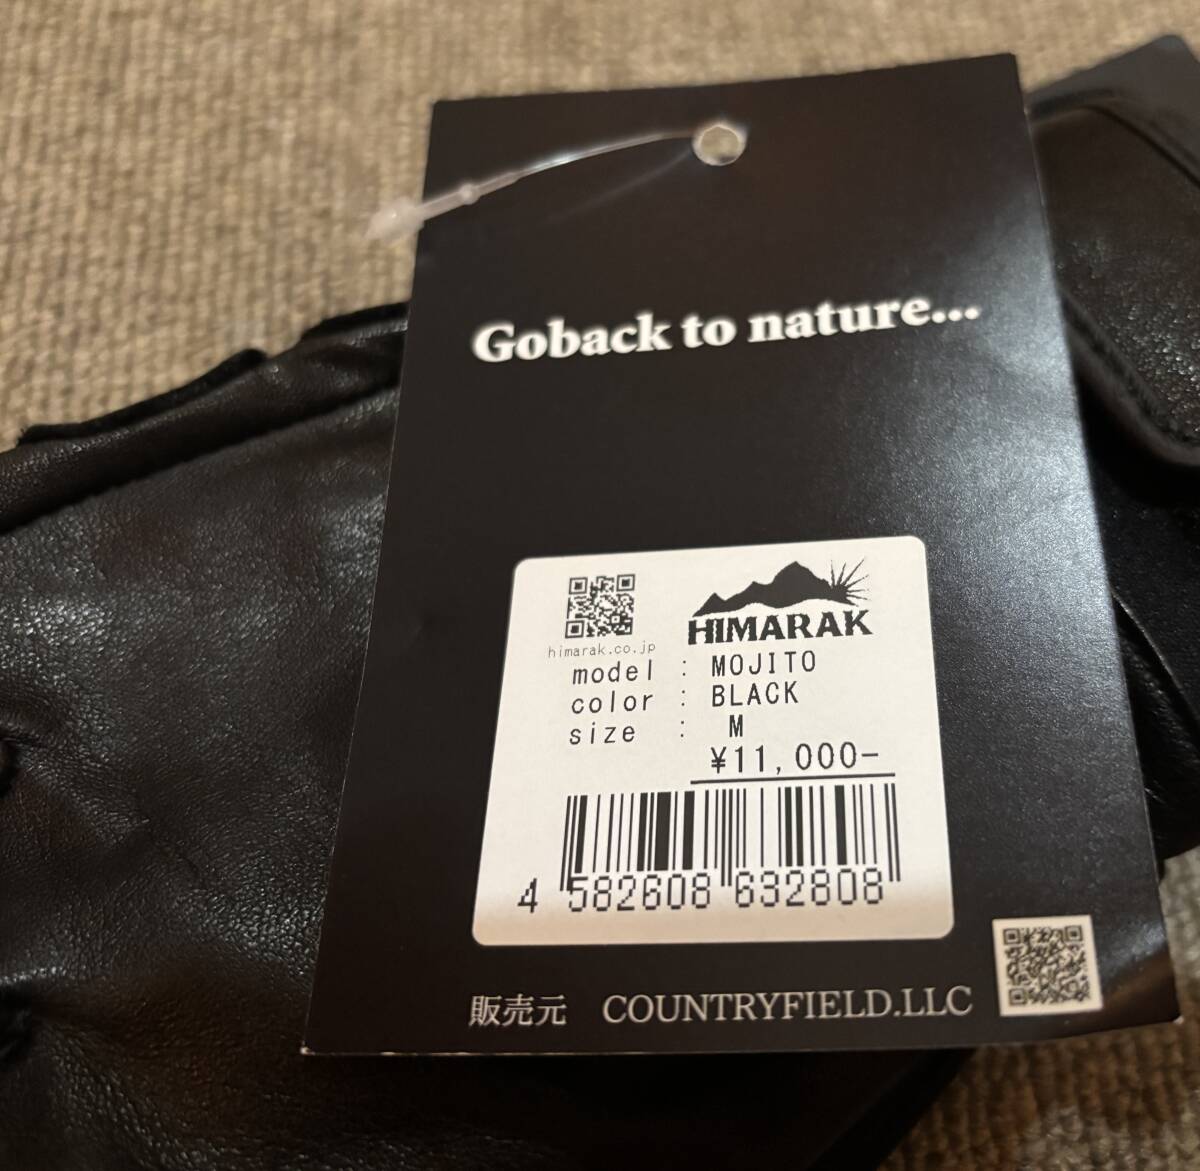 Goback to nature...
HIMARAK
himarak.co.jp
model : MOJITO
color : BLACK
size : M
¥11,000-
4 582608 632808
販売元 COUNTRYFIELD.LLC